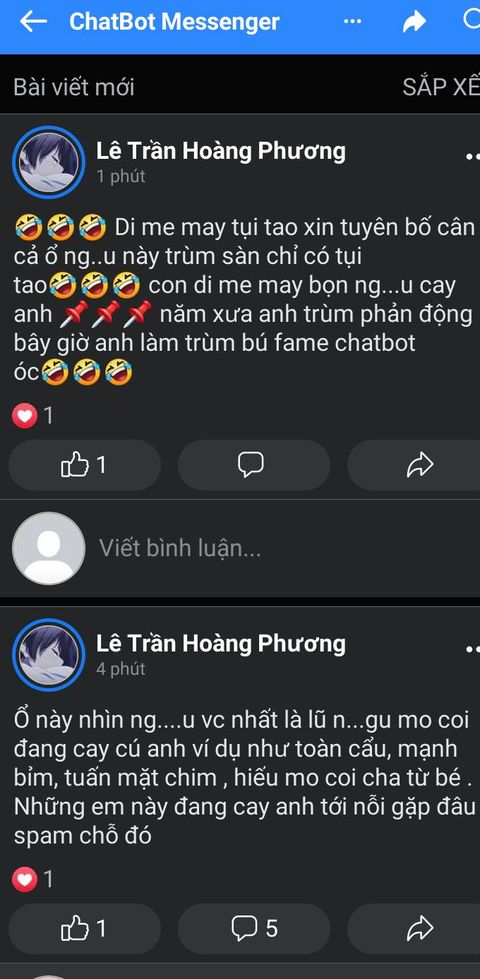 ChatBot Messenger
Bài viết mới
SẮP XẾ
Lê Trần Hoàng Phương
1 phút
🤣🤣🤣 Di me may tụi tao xin tuyên bố cân
cả ổ ng..u này trùm sàn chỉ có tụi
tao🤣🤣🤣 con di me may bọn ng...u cay
anh 📌📌📌 năm xưa anh trùm phản động
bây giờ anh làm trùm bú fame chatbot
óc🤣🤣🤣
1
1
Viết bình luận...
Lê Trần Hoàng Phương
4 phút
Ổ này nhìn ng....u vc nhất là lũ n...gu mo coi
đang cay cú anh ví dụ như toàn cẩu, mạnh
bỉm, tuấn mặt chim , hiếu mo coi cha từ bé .
Những em này đang cay anh tới nỗi gặp đâu
spam chỗ đó
1
1
5